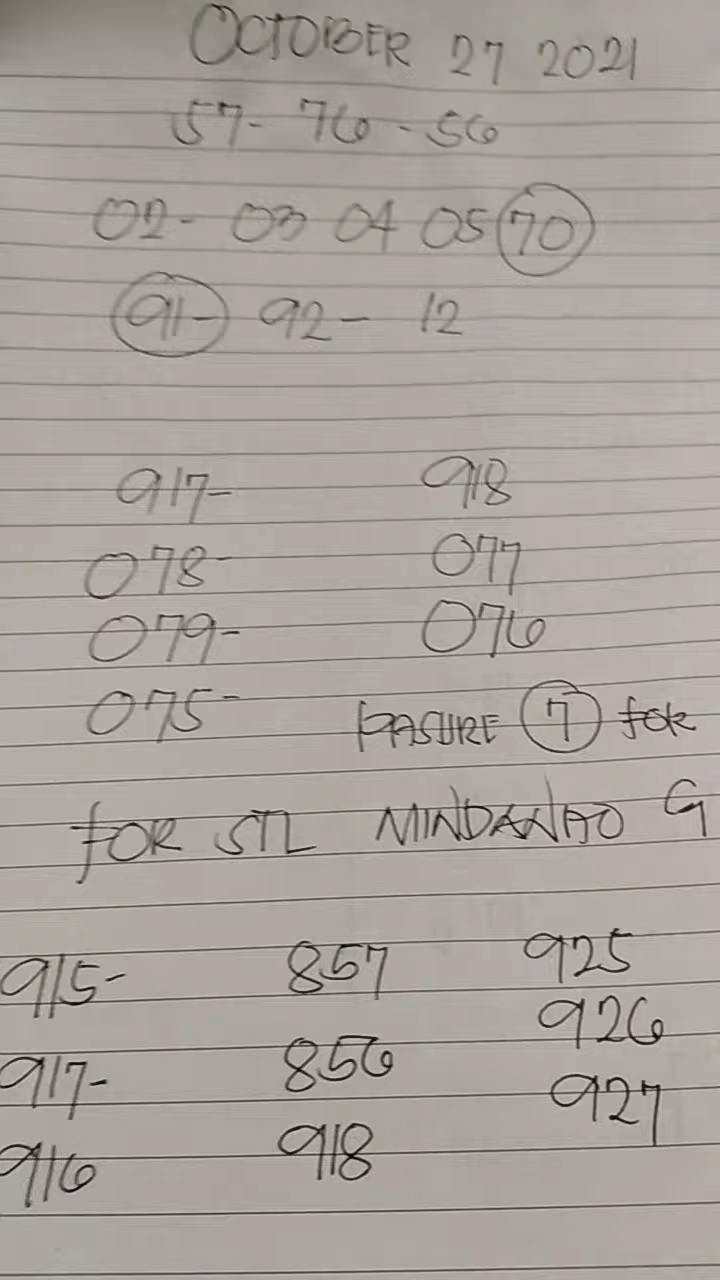 OCTOBER 27 2021
57- 76 - 56
02- 03 04 05 70
91- 92- 12
917- 918
078- 077
079- 076
075- PASURE 7 for
for STL MINDANAO G
915- 857 925
926
917- 856
927
916 918